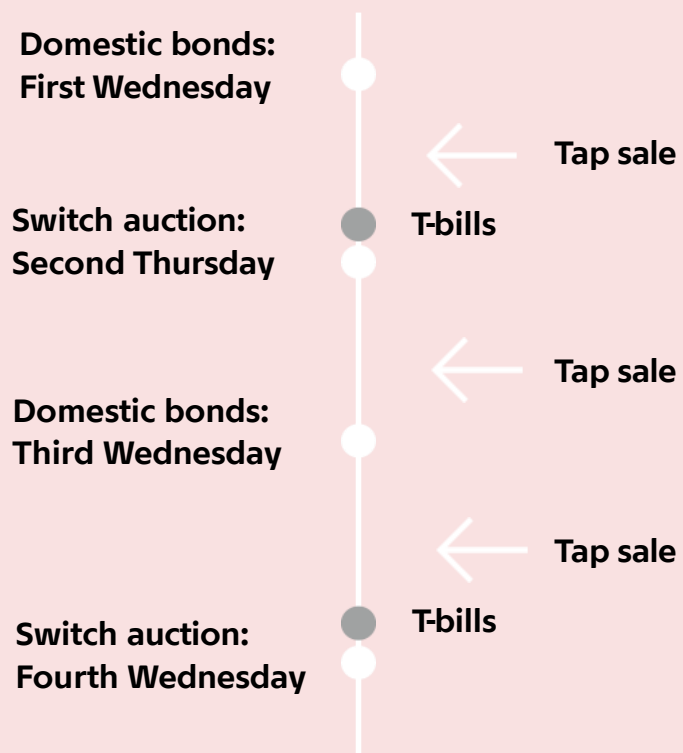 Domestic bonds:
First Wednesday
Tap sale
Switch auction:
Second Thursday
T-bills
Tap sale
Domestic bonds:
Third Wednesday
Tap sale
T-bills
Switch auction:
Fourth Wednesday